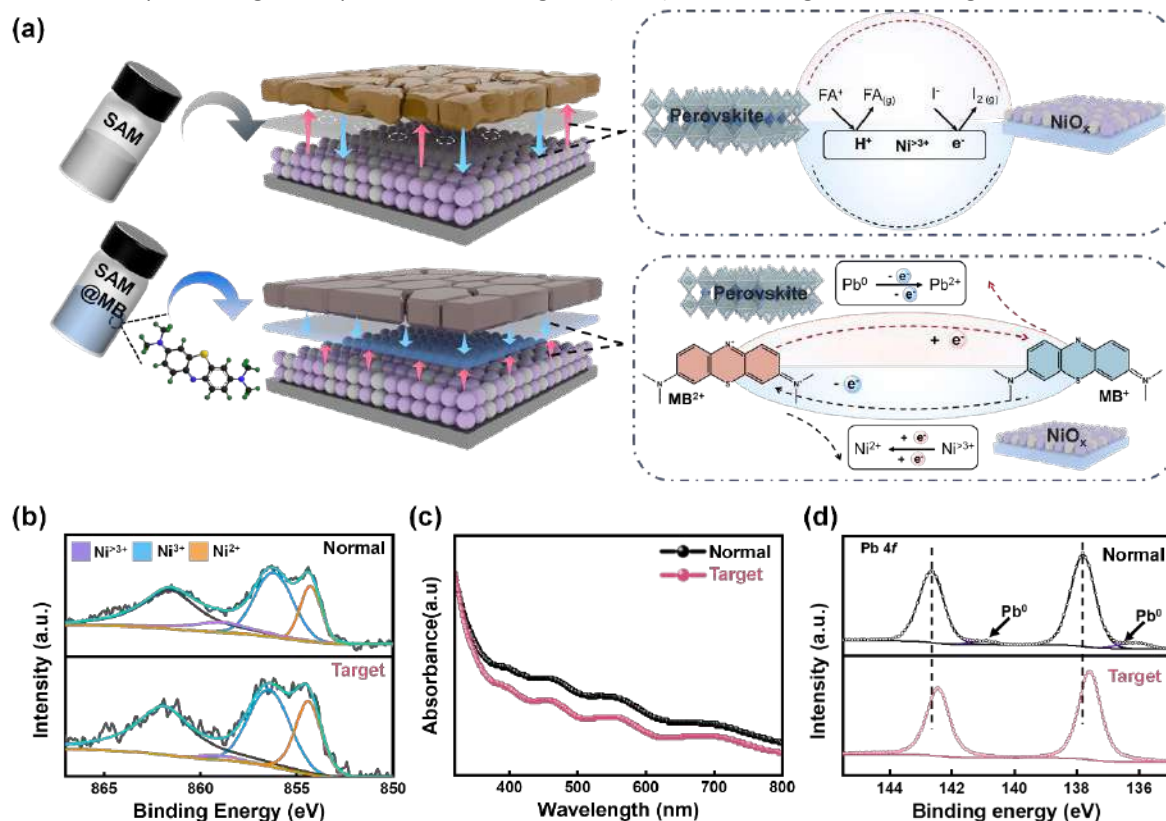 (a)
SAM
Perovskite
FA⁺ FA(g) I⁻ I₂ (g)
H⁺ Ni>³⁺ e⁻
NiOₓ
SAM
@MB
Perovskite
Pb⁰ - e⁻ - e⁻ Pb²⁺
+ e⁻
- e⁻
N
S
N
MB²⁺
N
N
S
N
MB⁺
Ni²⁺ + e⁻ + e⁻ Ni>³⁺
NiOₓ
(b)
Ni>³⁺ Ni³⁺ Ni²⁺
Normal
Target
Intensity (a.u.)
865 860 855 850
Binding Energy (eV)
(c)
Normal
Target
Absorbance(a.u
400 500 600 700 800
Wavelength (nm)
(d)
Pb 4f
Normal
Pb⁰
Pb⁰
Target
Intensity (a.u.)
144 142 140 138 136
Binding energy (eV)